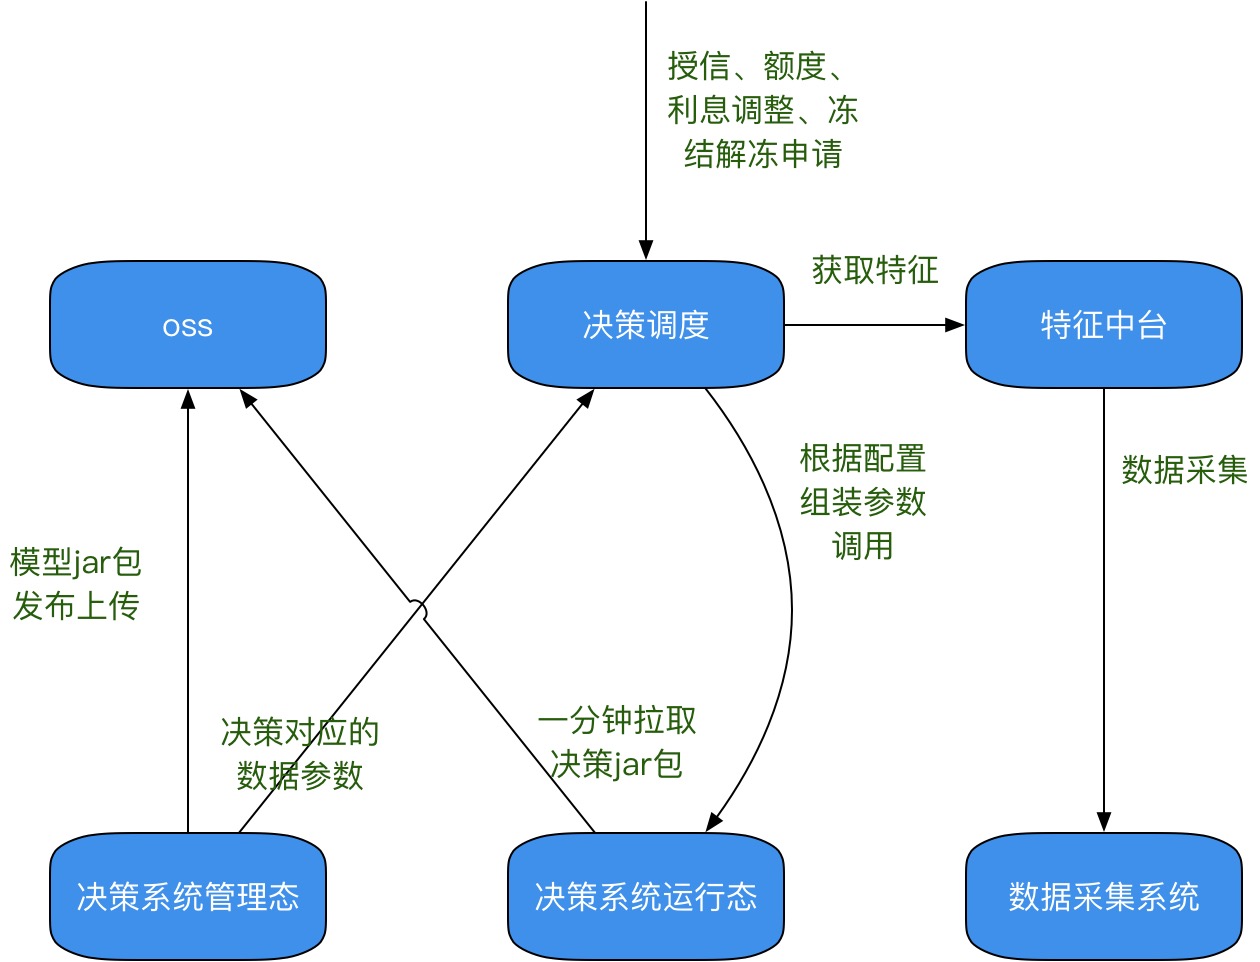 授信、额度、
利息调整、冻
结解冻申请
oss
决策调度
获取特征
特征中台
根据配置
组装参数
调用
数据采集
模型jar包
发布上传
决策对应的
数据参数
一分钟拉取
决策jar包
决策系统管理态
决策系统运行态
数据采集系统